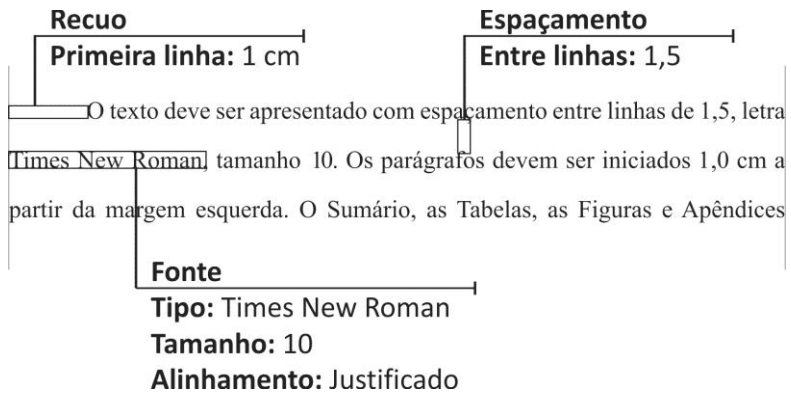 Recuo
Primeira linha: 1 cm
Espaçamento
Entre linhas: 1,5
O texto deve ser apresentado com espaçamento entre linhas de 1,5, letra
Times New Roman, tamanho 10. Os parágrafos devem ser iniciados 1,0 cm a
partir da margem esquerda. O Sumário, as Tabelas, as Figuras e Apêndices
Fonte
Tipo: Times New Roman
Tamanho: 10
Alinhamento: Justificado